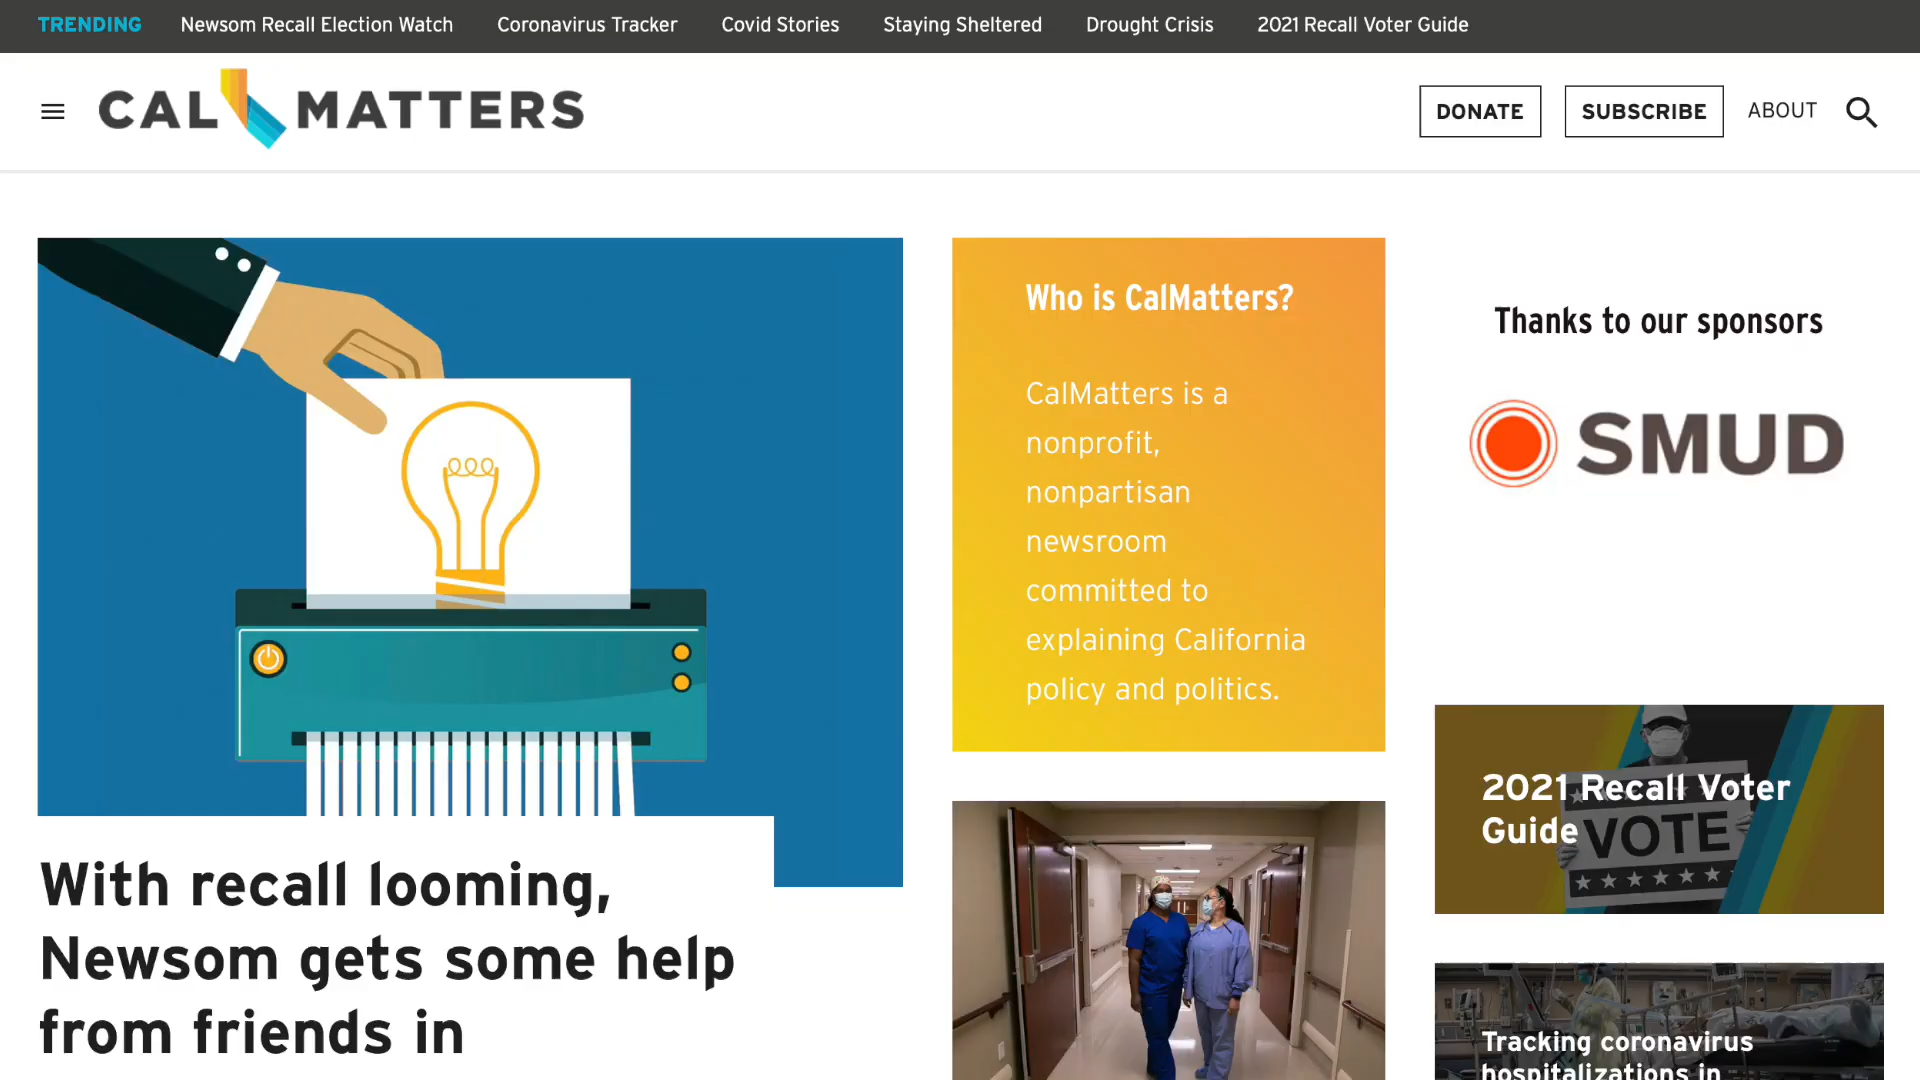 TRENDING Newsom Recall Election Watch Coronavirus Tracker Covid Stories Staying Sheltered Drought Crisis 2021 Recall Voter Guide
CAL MATTERS
DONATE SUBSCRIBE ABOUT
Who is CalMatters?
CalMatters is a
nonprofit,
nonpartisan
newsroom
committed to
explaining California
policy and politics.
Thanks to our sponsors
SMUD
2021 Recall Voter
Guide
VOTE
With recall looming,
Newsom gets some help
from friends in
Tracking coronavirus
hospitalizations in